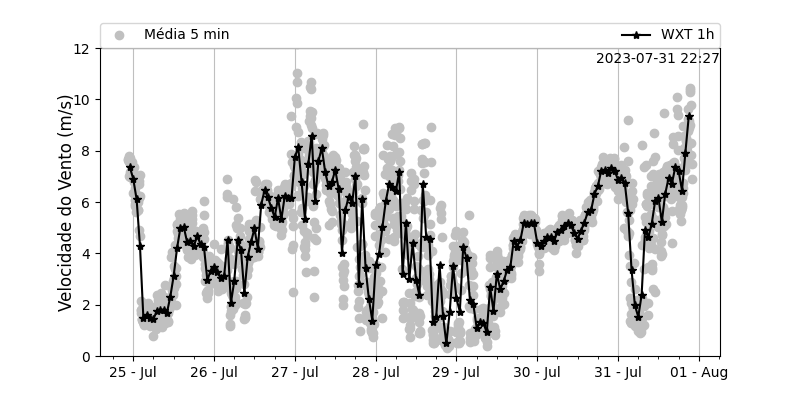 Média 5 min
WXT 1h
2023-07-31 22:27
Velocidade do Vento (m/s)
12
10
8
6
4
2
0
25 - Jul
26 - Jul
27 - Jul
28 - Jul
29 - Jul
30 - Jul
31 - Jul
01 - Aug